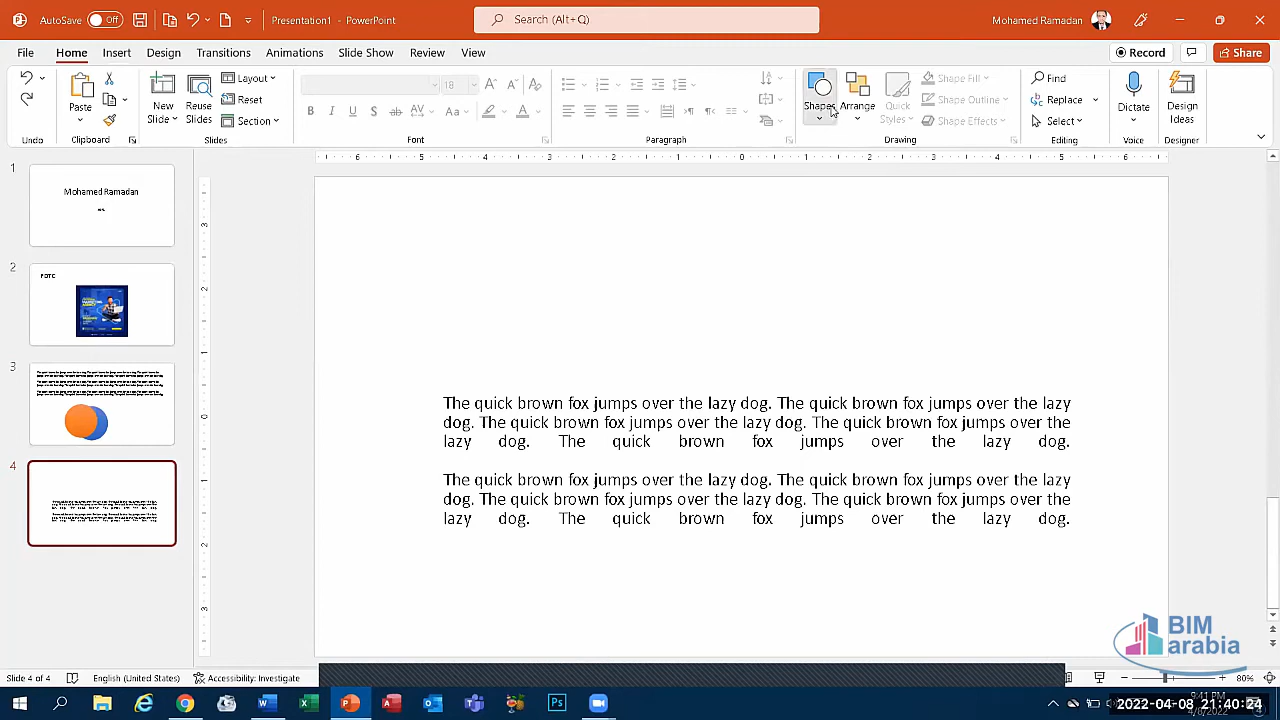 AutoSave Off Presentation1 - PowerPoint Search (Alt+Q) Mohamed Ramadan
File Home Insert Design Transitions Animations Slide Show Review View Record Share
Paste New Slide Reuse Slides Layout Reset Section
18
Shapes Arrange Quick Styles Shape Fill Shape Outline Shape Effects
Find Replace Select Dictate Design Ideas
Undo Clipboard Slides Font Paragraph Drawing Editing Voice Designer
1
Mohamed Ramadan
2
3
4
The quick brown fox jumps over the lazy dog. The quick brown fox jumps over the lazy
dog. The quick brown fox jumps over the lazy dog. The quick brown fox jumps over the
lazy dog. The quick brown fox jumps over the lazy dog.
The quick brown fox jumps over the lazy dog. The quick brown fox jumps over the lazy
dog. The quick brown fox jumps over the lazy dog. The quick brown fox jumps over the
lazy dog. The quick brown fox jumps over the lazy dog.
BIM
arabia
Slide 4 of 4 English (United States) Accessibility: Investigate 80%
9:41 PM
2022-04-08 21:40:24